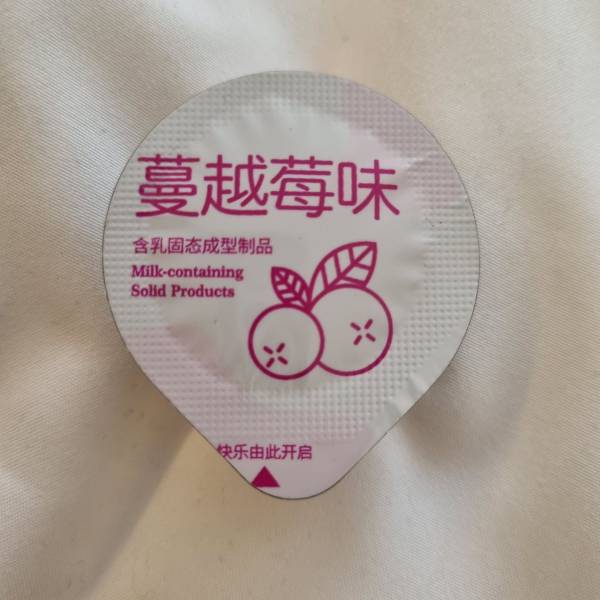 蔓越莓味
含乳固态成型制品
Milk-containing
Solid Products
快乐由此开启